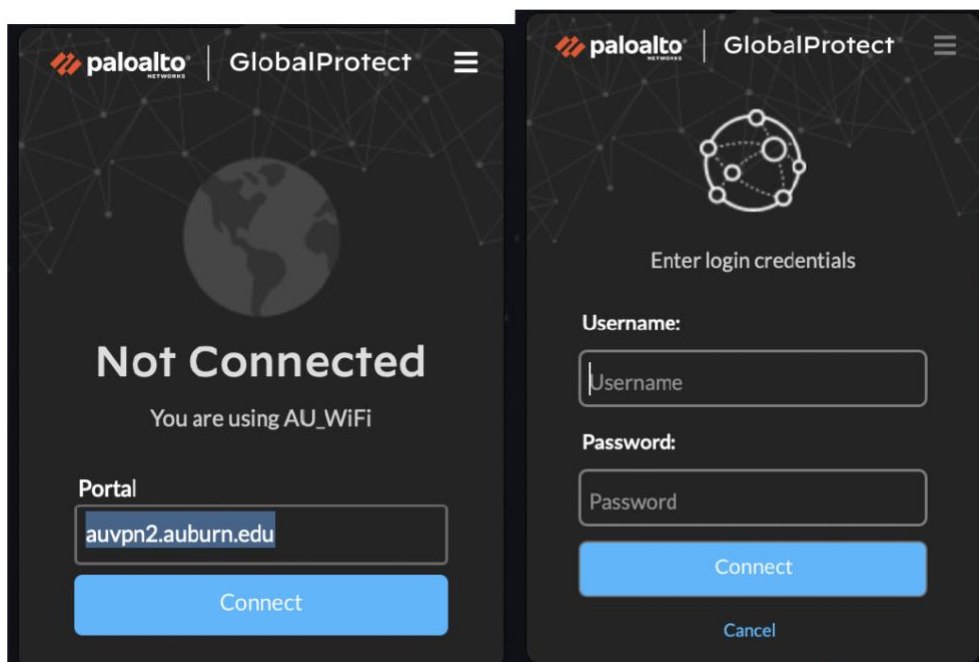 paloalto NETWORKS | GlobalProtect
Not Connected
You are using AU_WiFi
Portal
auvpn2.auburn.edu
Connect
paloalto NETWORKS | GlobalProtect
Enter login credentials
Username:
Username
Password:
Password
Connect
Cancel